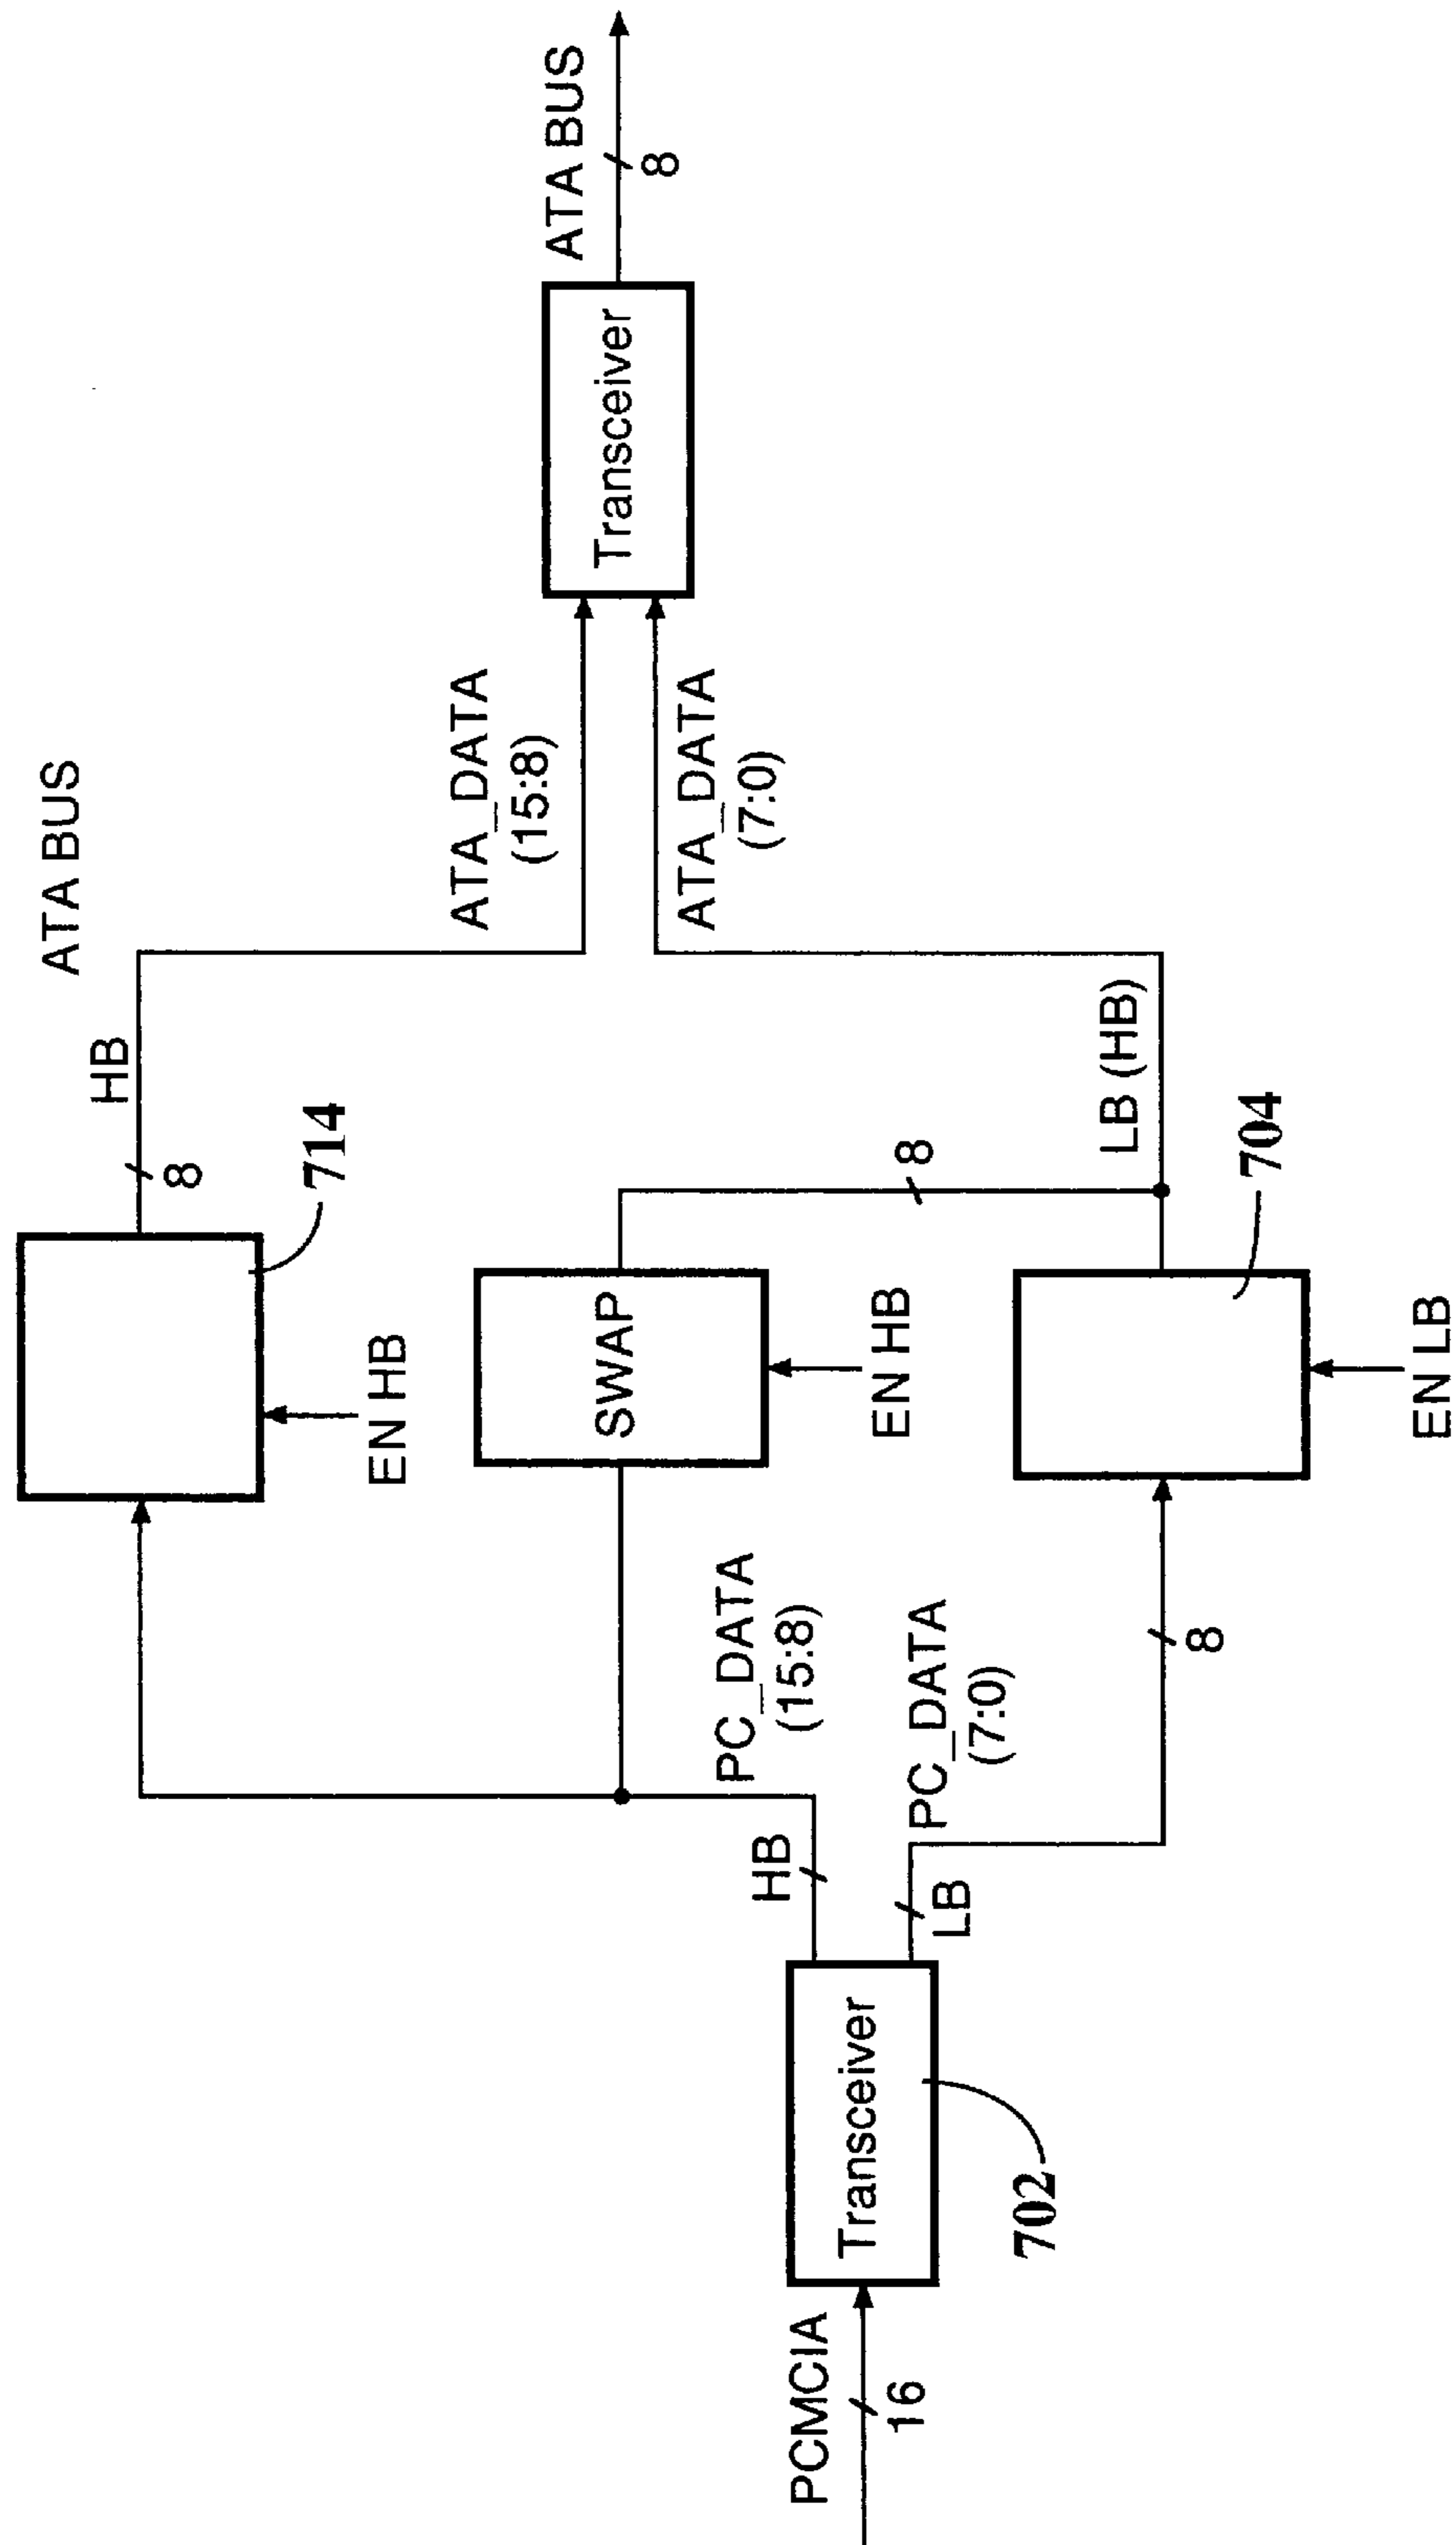 PCMCIA
16
Transceiver
702
HB
LB
PC_DATA
(15:8)
PC_DATA
(7:0)
8
EN HB
714
8
HB
ATA BUS
SWAP
EN HB
8
704
EN LB
LB (HB)
ATA_DATA
(15:8)
ATA_DATA
(7:0)
Transceiver
ATA BUS
8